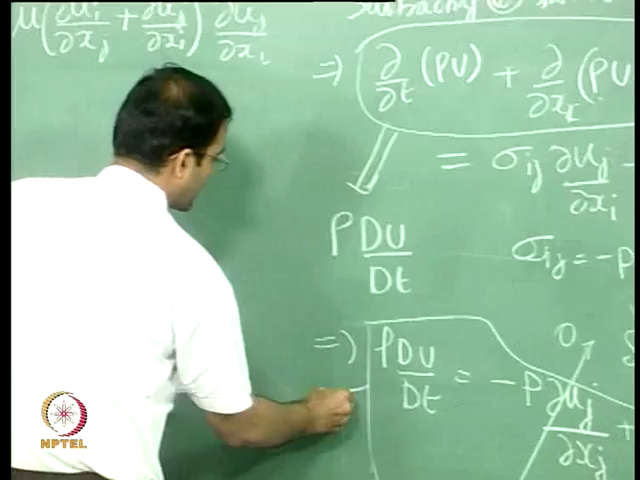 μ(∂u_i/∂x_j + ∂u_j/∂x_i) ∂u_j/∂x_i
⇒ ∂/∂t (ρu) + ∂/∂x_k (ρu
= σ_ij ∂u_j/∂x_i -
ρ Du/Dt
σ_ij = -p
⇒ ρ Du/Dt = -p ∂u_j/∂x_j +
0
NPTEL